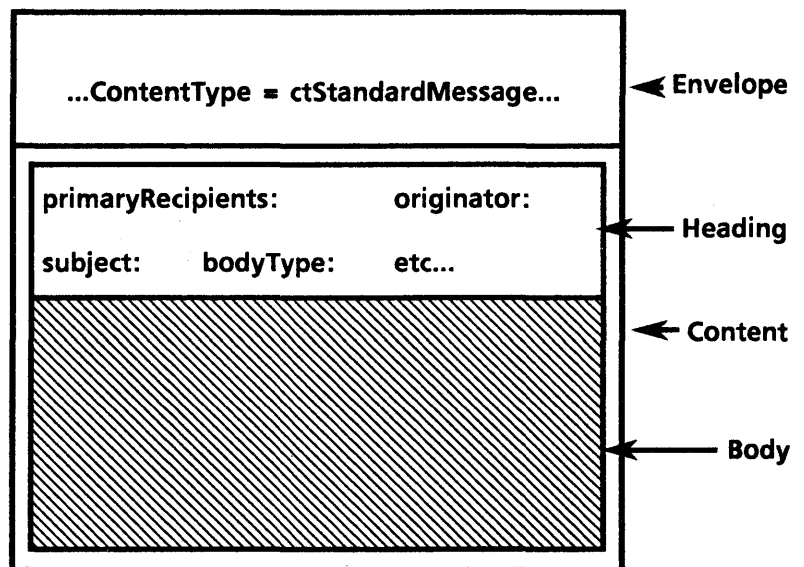 ...ContentType = ctStandardMessage...
Envelope
primaryRecipients: originator:
Heading
subject: bodyType: etc...
Content
Body